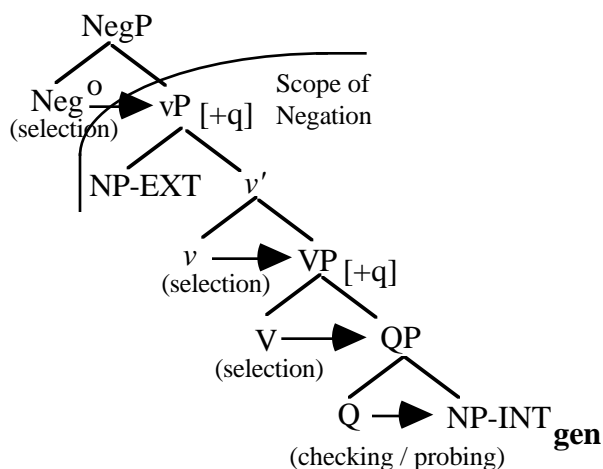 NegP
Scope of
Negation
Neg° vP [+q]
(selection)
NP-EXT v'
v VP [+q]
(selection)
V QP
(selection)
Q NP-INT gen
(checking / probing)